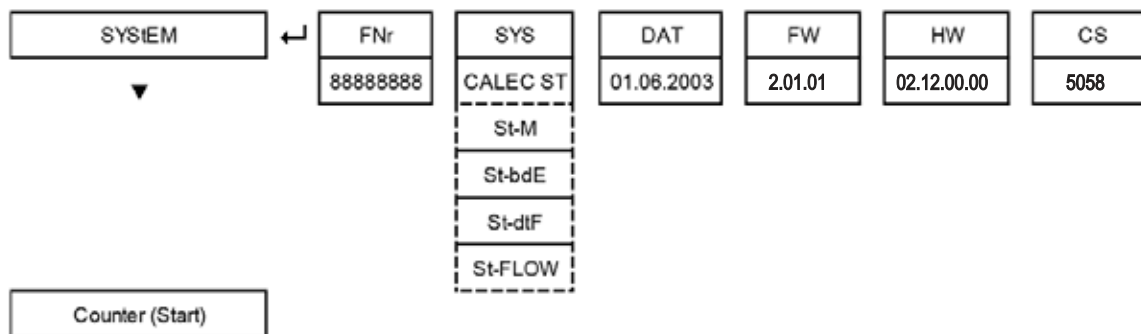 SYStEM ↵ FNr SYS DAT FW HW CS
▼ 88888888 CALEC ST 01.06.2003 2.01.01 02.12.00.00 5058
St-M
St-bdE
St-dtF
St-FLOW
Counter (Start)